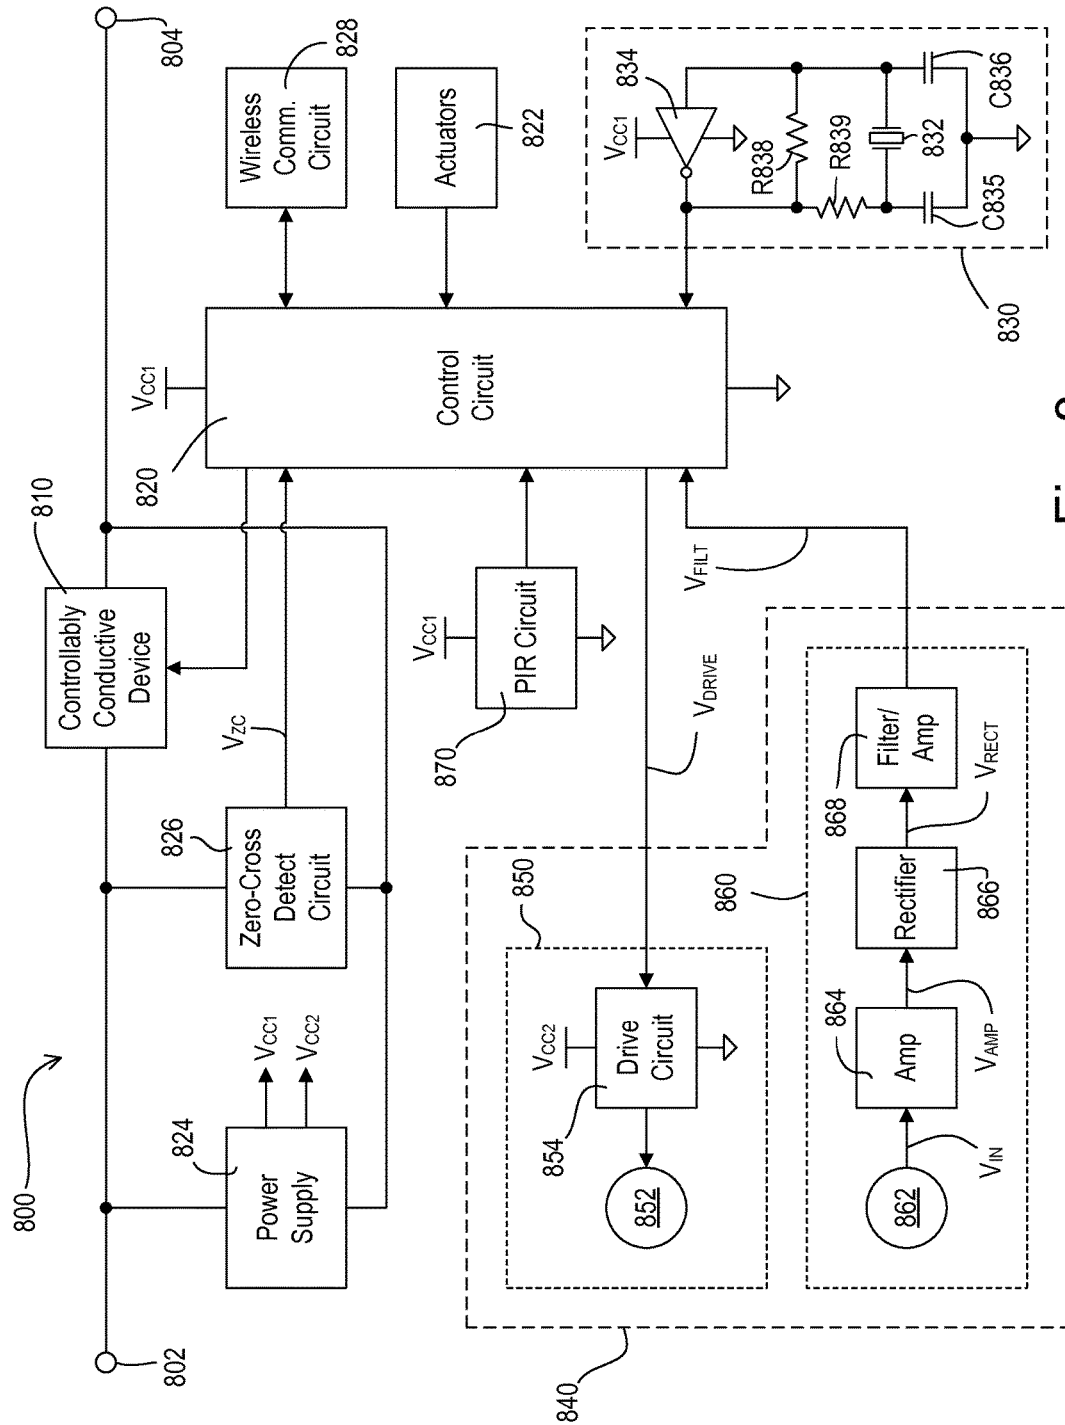 800
802
804
810
Controllably
Conductive
Device
824
Power
Supply
VCC1
VCC2
826
Zero-Cross
Detect
Circuit
VZC
820
VCC1
Control
Circuit
Wireless
Comm.
Circuit
828
Actuators
822
VCC1
PIR Circuit
870
VCC1
834
R838
R839
832
C835
C836
830
840
850
VCC2
Drive
Circuit
854
852
VDRIVE
VFILT
860
862
VIN
Amp
864
VAMP
Rectifier
866
VRECT
Filter/
Amp
868